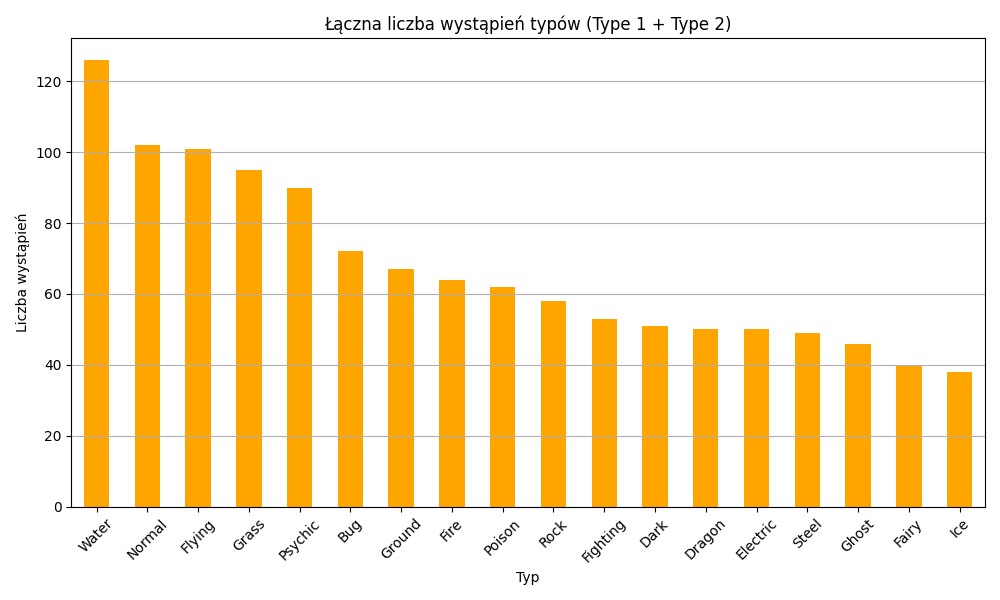 Łączna liczba wystąpień typów (Type 1 + Type 2)
Liczba wystąpień
120
100
80
60
40
20
0
Water
Normal
Flying
Grass
Psychic
Bug
Ground
Fire
Poison
Rock
Fighting
Dark
Dragon
Electric
Steel
Ghost
Fairy
Ice
Typ